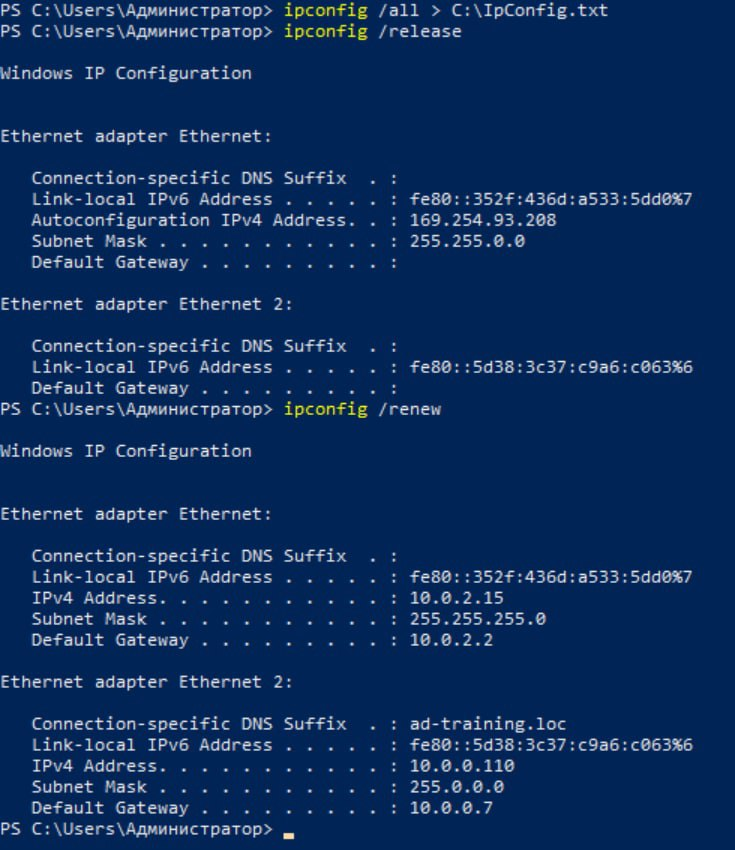 PS C:\Users\Администратор> ipconfig /all > C:\IpConfig.txt
PS C:\Users\Администратор> ipconfig /release
Windows IP Configuration
Ethernet adapter Ethernet:
Connection-specific DNS Suffix . :
Link-local IPv6 Address . . . . . : fe80::352f:436d:a533:5dd0%7
Autoconfiguration IPv4 Address. . : 169.254.93.208
Subnet Mask . . . . . . . . . . . : 255.255.0.0
Default Gateway . . . . . . . . . :
Ethernet adapter Ethernet 2:
Connection-specific DNS Suffix . :
Link-local IPv6 Address . . . . . : fe80::5d38:3c37:c9a6:c063%6
Default Gateway . . . . . . . . . :
PS C:\Users\Администратор> ipconfig /renew
Windows IP Configuration
Ethernet adapter Ethernet:
Connection-specific DNS Suffix . :
Link-local IPv6 Address . . . . . : fe80::352f:436d:a533:5dd0%7
IPv4 Address. . . . . . . . . . . : 10.0.2.15
Subnet Mask . . . . . . . . . . . : 255.255.255.0
Default Gateway . . . . . . . . . : 10.0.2.2
Ethernet adapter Ethernet 2:
Connection-specific DNS Suffix . : ad-training.loc
Link-local IPv6 Address . . . . . : fe80::5d38:3c37:c9a6:c063%6
IPv4 Address. . . . . . . . . . . : 10.0.0.110
Subnet Mask . . . . . . . . . . . : 255.0.0.0
Default Gateway . . . . . . . . . : 10.0.0.7
PS C:\Users\Администратор>